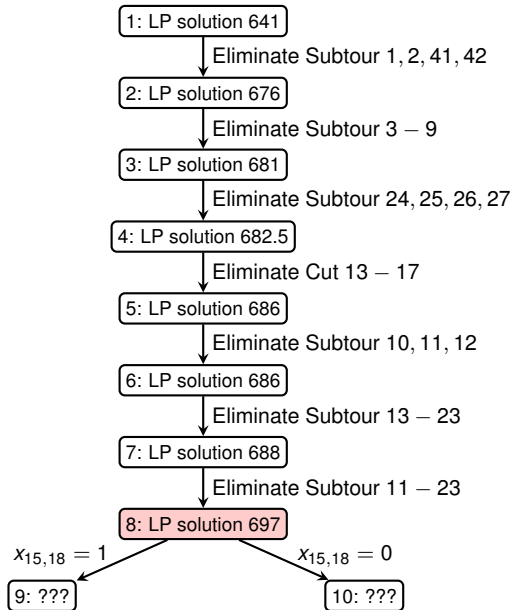 1: LP solution 641
Eliminate Subtour 1, 2, 41, 42
2: LP solution 676
Eliminate Subtour 3 − 9
3: LP solution 681
Eliminate Subtour 24, 25, 26, 27
4: LP solution 682.5
Eliminate Cut 13 − 17
5: LP solution 686
Eliminate Subtour 10, 11, 12
6: LP solution 686
Eliminate Subtour 13 − 23
7: LP solution 688
Eliminate Subtour 11 − 23
8: LP solution 697
x15,18 = 1 x15,18 = 0
9: ??? 10: ???